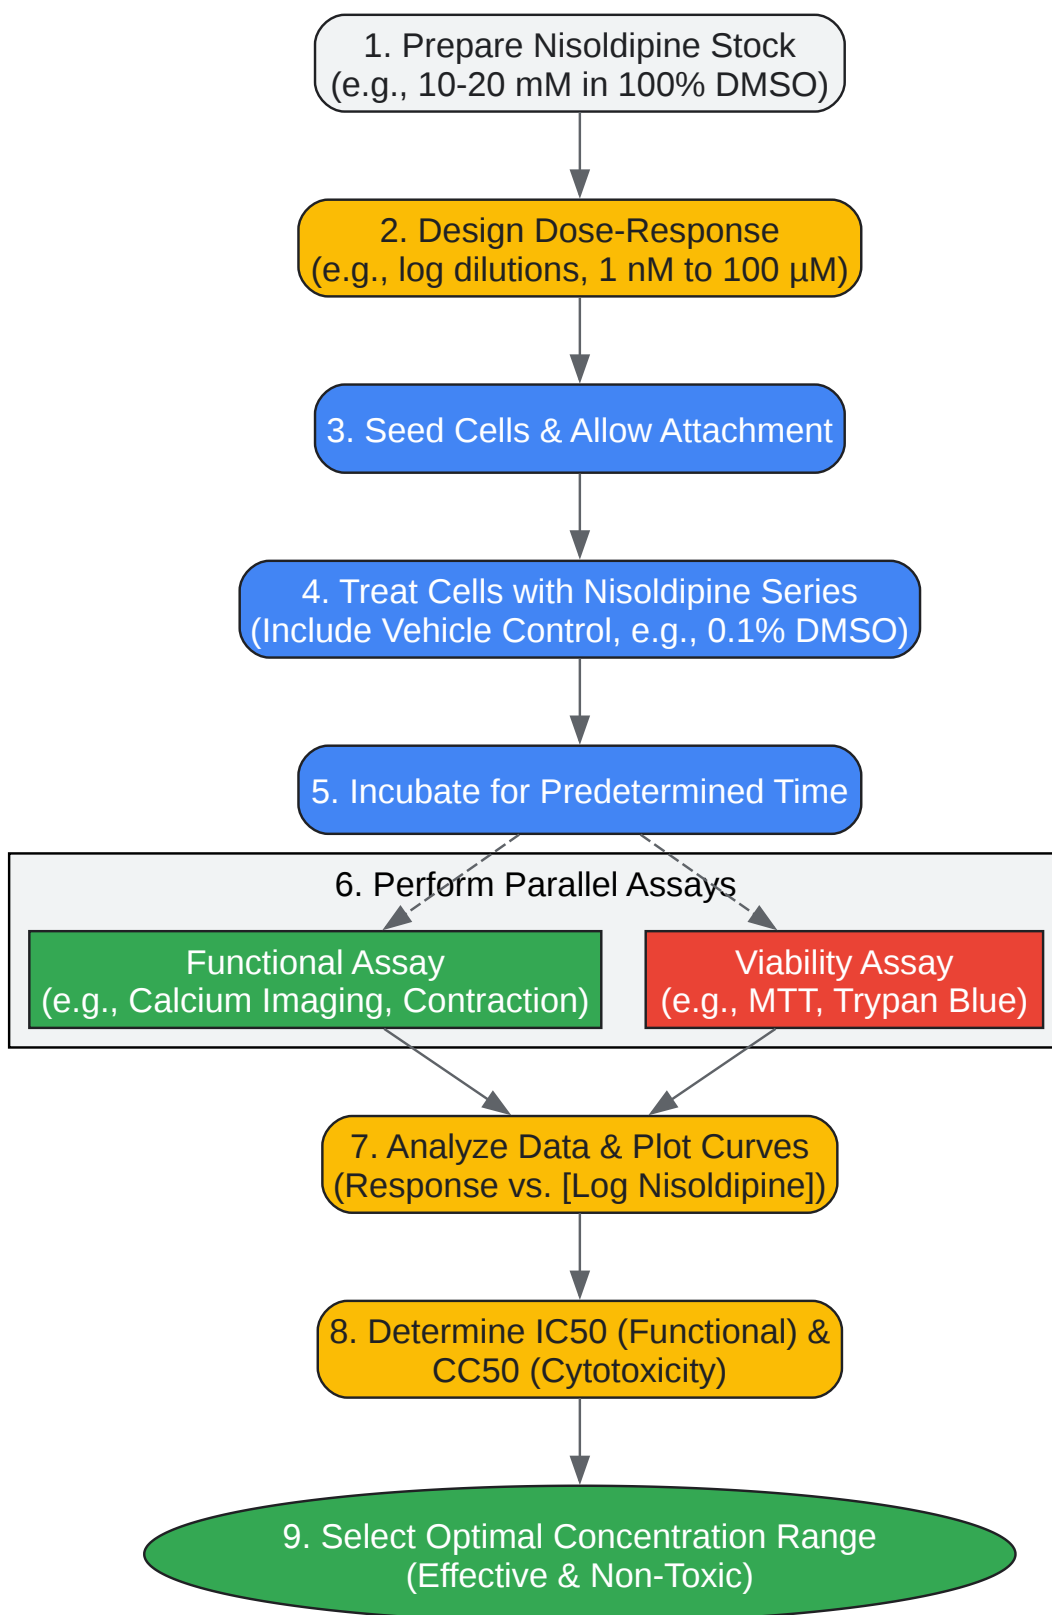 1. Prepare Nisoldipine Stock
(e.g., 10-20 mM in 100% DMSO)
2. Design Dose-Response
(e.g., log dilutions, 1 nM to 100 µM)
3. Seed Cells & Allow Attachment
4. Treat Cells with Nisoldipine Series
(Include Vehicle Control, e.g., 0.1% DMSO)
5. Incubate for Predetermined Time
6. Perform Parallel Assays
Functional Assay
(e.g., Calcium Imaging, Contraction)
Viability Assay
(e.g., MTT, Trypan Blue)
7. Analyze Data & Plot Curves
(Response vs. [Log Nisoldipine])
8. Determine IC50 (Functional) &
CC50 (Cytotoxicity)
9. Select Optimal Concentration Range
(Effective & Non-Toxic)